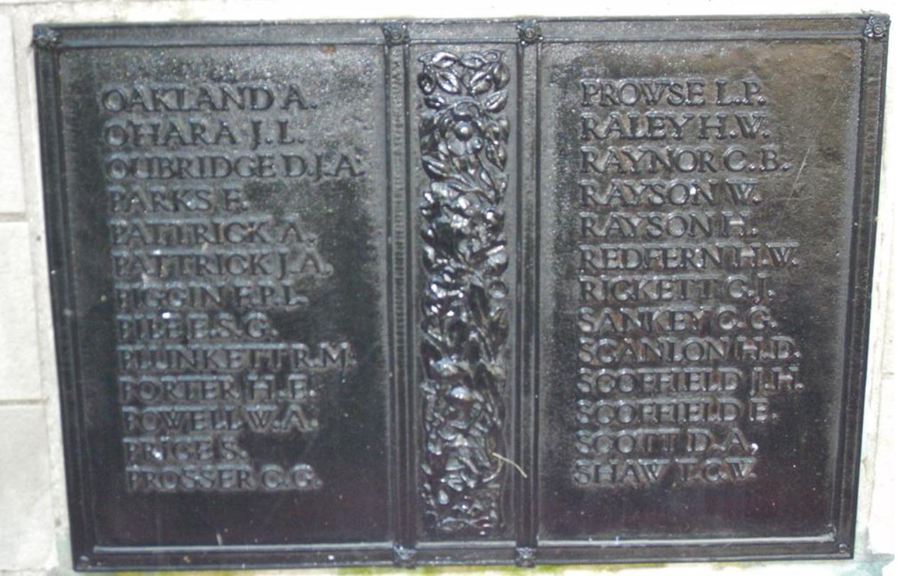 OAKLAND A.
O'HARA J.L.
OUBRIDGE D.J.A.
PARKS F.
PATTRICK A.
PATTRICK J.A.
PIGGIN F.P.L.
PIPE E.S.G.
PLUNKETT R.M.
PORTER H.F.
POWELL W.A.
PRICE S.
PROSSER C.G.
PROWSE L.P.
RALEY H.W.
RAYNOR C.B.
RAYSON W.
RAYSON H.
REDFERN H.W.
RICKETT C.J.
SANKEY C.G.
SCANLON H.D.
SCOFFIELD J.H.
SCOFFIELD E.
SCOTT D.A.
SHAW T.G.W.